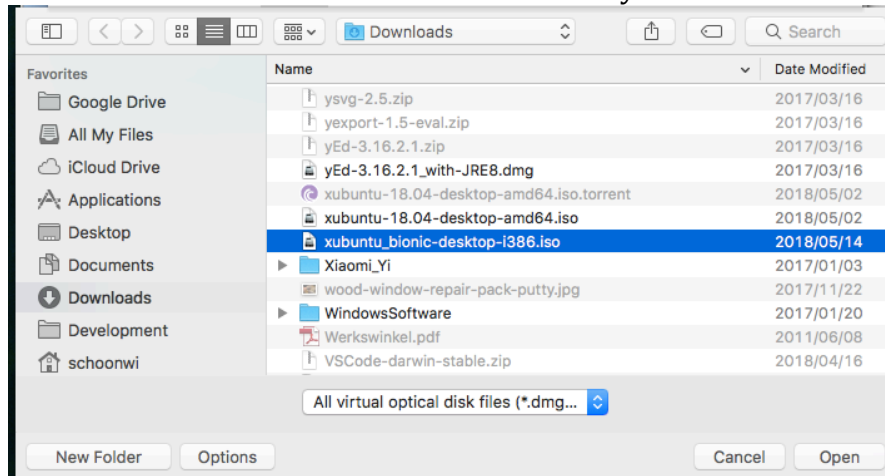 Downloads
Search
Favorites
Google Drive
All My Files
iCloud Drive
Applications
Desktop
Documents
Downloads
Development
schoonwi
Name Date Modified
ysvg-2.5.zip 2017/03/16
yexport-1.5-eval.zip 2017/03/16
yEd-3.16.2.1.zip 2017/03/16
yEd-3.16.2.1_with-JRE8.dmg 2017/03/16
xubuntu-18.04-desktop-amd64.iso.torrent 2018/05/02
xubuntu-18.04-desktop-amd64.iso 2018/05/02
xubuntu_bionic-desktop-i386.iso 2018/05/14
Xiaomi_Yi 2017/01/03
wood-window-repair-pack-putty.jpg 2017/11/22
WindowsSoftware 2017/01/20
Werkswinkel.pdf 2011/06/08
VSCode-darwin-stable.zip 2018/04/16
All virtual optical disk files (*.dmg...
New Folder Options Cancel Open